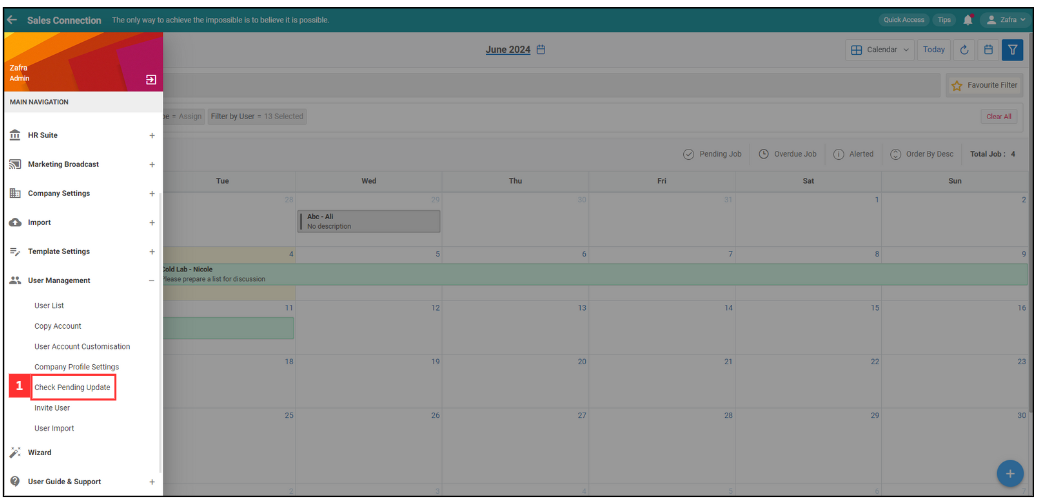 Sales Connection The only way to achieve the impossible is to believe it is possible. Quick Access Tips Zafra
June 2024 Calendar Today
Zafra
Admin
Favourite Filter
MAIN NAVIGATION
= Assign Filter by User = 13 Selected Clear All
HR Suite +
Pending Job Overdue Job Alerted Order By Desc Total Job : 4
Marketing Broadcast +
Tue Wed Thu Fri Sat Sun
Company Settings +
28 29 30 31 1 2
Abc - Ali
No description
Import +
Template Settings +
4 5 6 7 8 9
Cold Lab - Nicole
Please prepare a list for discussion
User Management −
User List
11 12 13 14 15 16
Copy Account
User Account Customisation
18 19 20 21 22 23
Company Profile Settings
1 Check Pending Update
Invite User
25 26 27 28 29 30
User Import
Wizard
User Guide & Support +
2 3 4 5 6 7